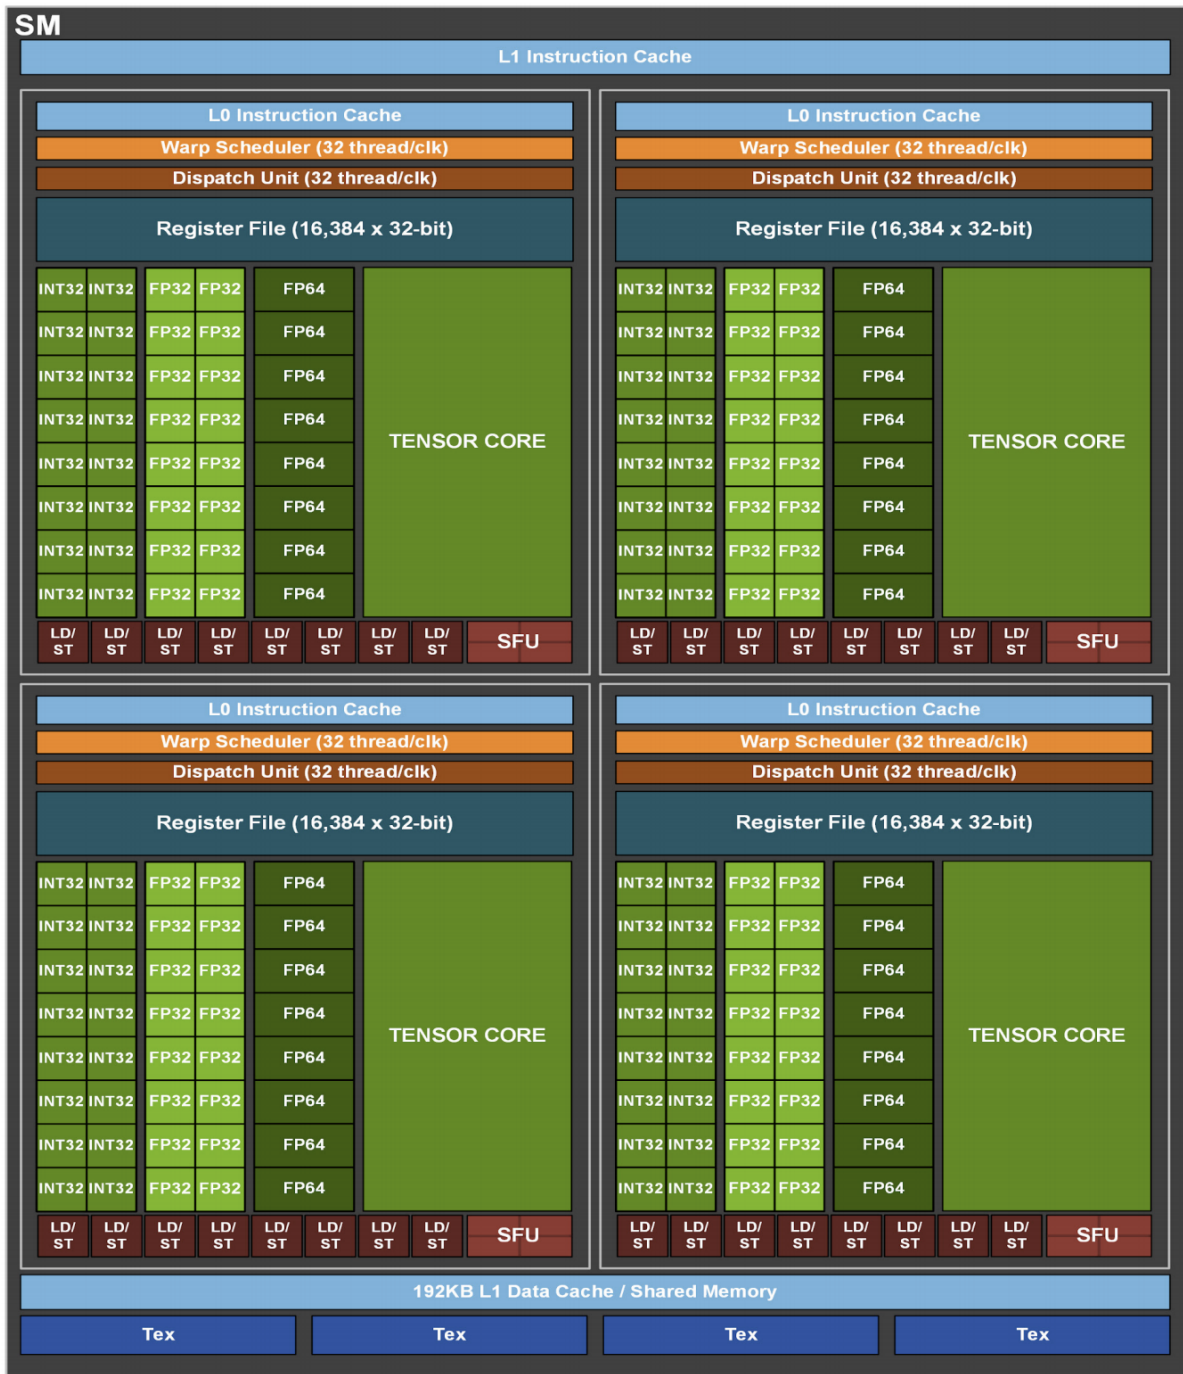 SM
L1 Instruction Cache
L0 Instruction Cache
Warp Scheduler (32 thread/clk)
Dispatch Unit (32 thread/clk)
Register File (16,384 x 32-bit)
INT32 INT32 FP32 FP32 FP64
INT32 INT32 FP32 FP32 FP64
INT32 INT32 FP32 FP32 FP64
INT32 INT32 FP32 FP32 FP64
TENSOR CORE
INT32 INT32 FP32 FP32 FP64
INT32 INT32 FP32 FP32 FP64
INT32 INT32 FP32 FP32 FP64
INT32 INT32 FP32 FP32 FP64
LD/ LD/ LD/ LD/ LD/ LD/ LD/ LD/
ST ST ST ST ST ST ST ST
SFU
L0 Instruction Cache
Warp Scheduler (32 thread/clk)
Dispatch Unit (32 thread/clk)
Register File (16,384 x 32-bit)
INT32 INT32 FP32 FP32 FP64
INT32 INT32 FP32 FP32 FP64
INT32 INT32 FP32 FP32 FP64
INT32 INT32 FP32 FP32 FP64
TENSOR CORE
INT32 INT32 FP32 FP32 FP64
INT32 INT32 FP32 FP32 FP64
INT32 INT32 FP32 FP32 FP64
INT32 INT32 FP32 FP32 FP64
LD/ LD/ LD/ LD/ LD/ LD/ LD/ LD/
ST ST ST ST ST ST ST ST
SFU
L0 Instruction Cache
Warp Scheduler (32 thread/clk)
Dispatch Unit (32 thread/clk)
Register File (16,384 x 32-bit)
INT32 INT32 FP32 FP32 FP64
INT32 INT32 FP32 FP32 FP64
INT32 INT32 FP32 FP32 FP64
INT32 INT32 FP32 FP32 FP64
TENSOR CORE
INT32 INT32 FP32 FP32 FP64
INT32 INT32 FP32 FP32 FP64
INT32 INT32 FP32 FP32 FP64
INT32 INT32 FP32 FP32 FP64
LD/ LD/ LD/ LD/ LD/ LD/ LD/ LD/
ST ST ST ST ST ST ST ST
SFU
L0 Instruction Cache
Warp Scheduler (32 thread/clk)
Dispatch Unit (32 thread/clk)
Register File (16,384 x 32-bit)
INT32 INT32 FP32 FP32 FP64
INT32 INT32 FP32 FP32 FP64
INT32 INT32 FP32 FP32 FP64
INT32 INT32 FP32 FP32 FP64
TENSOR CORE
INT32 INT32 FP32 FP32 FP64
INT32 INT32 FP32 FP32 FP64
INT32 INT32 FP32 FP32 FP64
INT32 INT32 FP32 FP32 FP64
LD/ LD/ LD/ LD/ LD/ LD/ LD/ LD/
ST ST ST ST ST ST ST ST
SFU
192KB L1 Data Cache / Shared Memory
Tex Tex Tex Tex